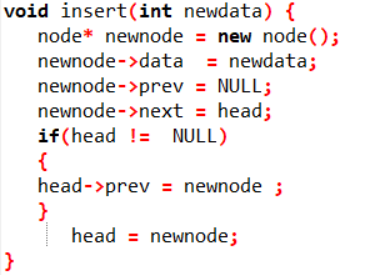 void insert(int newdata) {
node* newnode = new node();
newnode->data  = newdata;
newnode->prev = NULL;
newnode->next = head;
if(head !=  NULL)
{
head->prev = newnode ;
}
head = newnode;
}